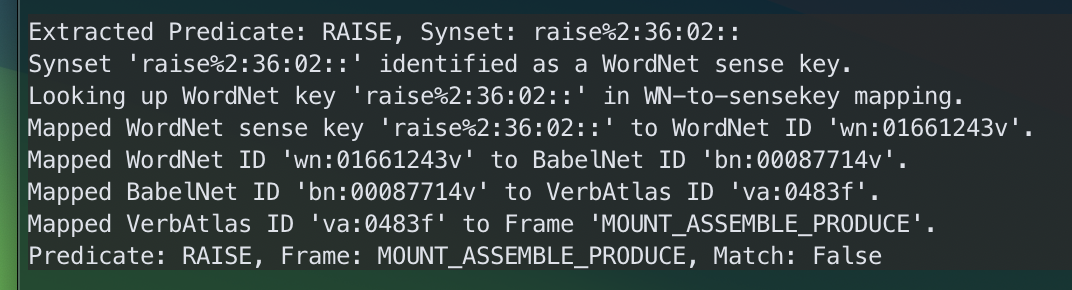 Extracted Predicate: RAISE, Synset: raise%2:36:02::
Synset 'raise%2:36:02::' identified as a WordNet sense key.
Looking up WordNet key 'raise%2:36:02::' in WN-to-sensekey mapping.
Mapped WordNet sense key 'raise%2:36:02::' to WordNet ID 'wn:01661243v'.
Mapped WordNet ID 'wn:01661243v' to BabelNet ID 'bn:00087714v'.
Mapped BabelNet ID 'bn:00087714v' to VerbAtlas ID 'va:0483f'.
Mapped VerbAtlas ID 'va:0483f' to Frame 'MOUNT_ASSEMBLE_PRODUCE'.
Predicate: RAISE, Frame: MOUNT_ASSEMBLE_PRODUCE, Match: False